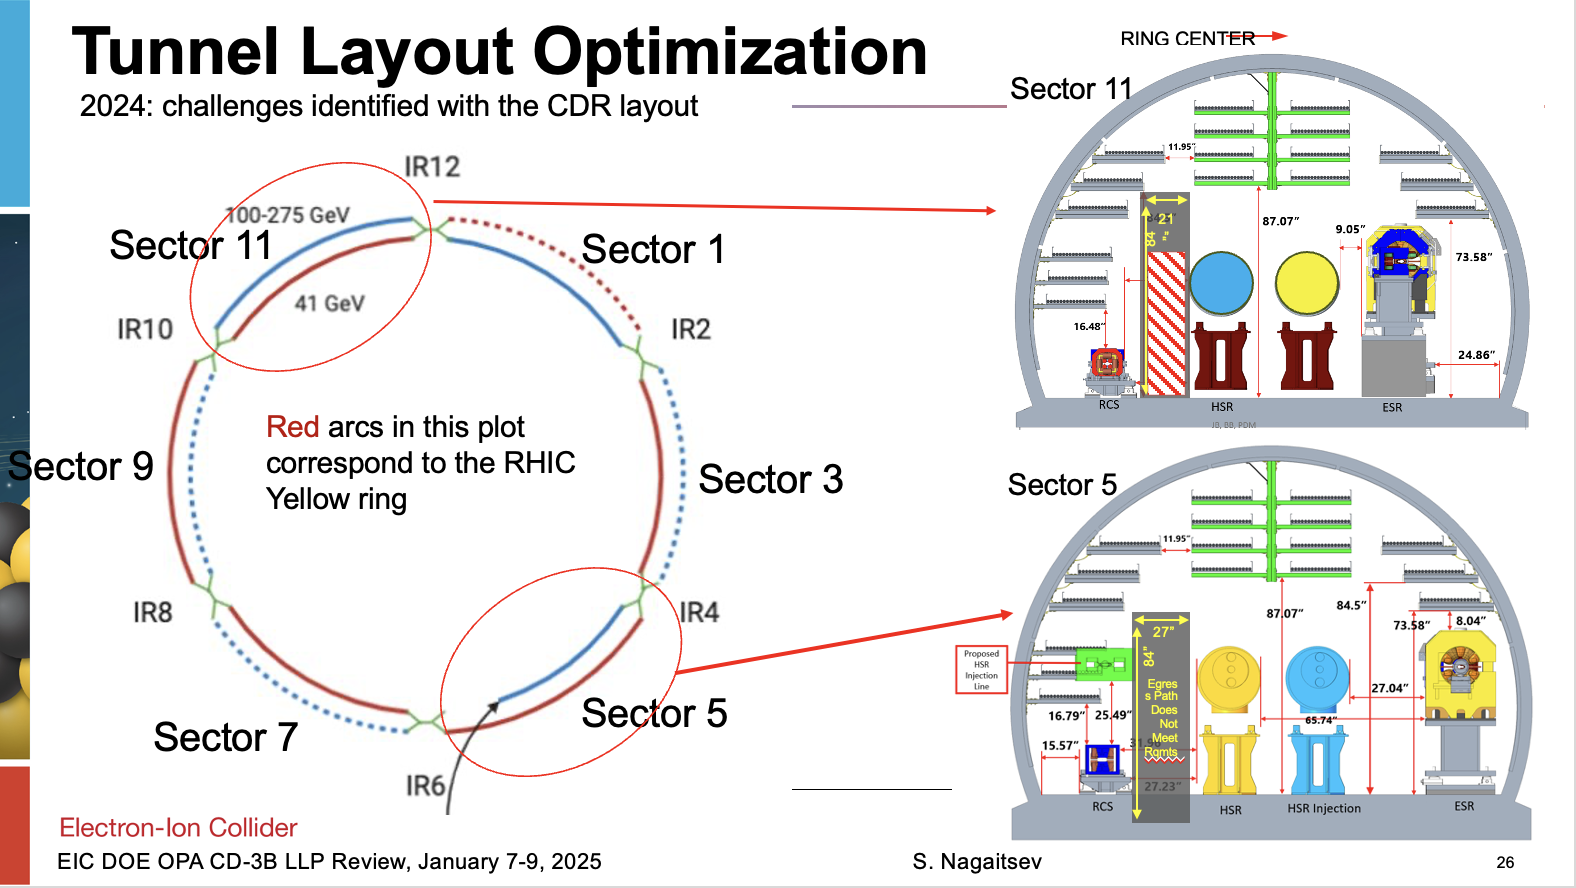 Tunnel Layout Optimization
2024: challenges identified with the CDR layout
RING CENTER
Sector 11
IR12
100-275 GeV
Sector 11
Sector 1
41 GeV
IR10
IR2
Red arcs in this plot
correspond to the RHIC
Yellow ring
Sector 9
Sector 3
IR8
IR4
Sector 7
Sector 5
IR6
11.95”
21
”"
84
87.07”
9.05”
73.58”
16.48”
24.86”
RCS
HSR
ESR
JB, BB, PDM
Sector 5
11.95”
87.07”
84.5”
73.58”
8.04”
27”
84”
Proposed
HSR
Injection
Line
Egres
s Path
Does
Not
Meet
Rqmts
27.04”
65.74”
16.79”
25.49”
15.57”
27.23”
RCS
HSR
HSR Injection
ESR
Electron-Ion Collider
EIC DOE OPA CD-3B LLP Review, January 7-9, 2025
S. Nagaitsev
26